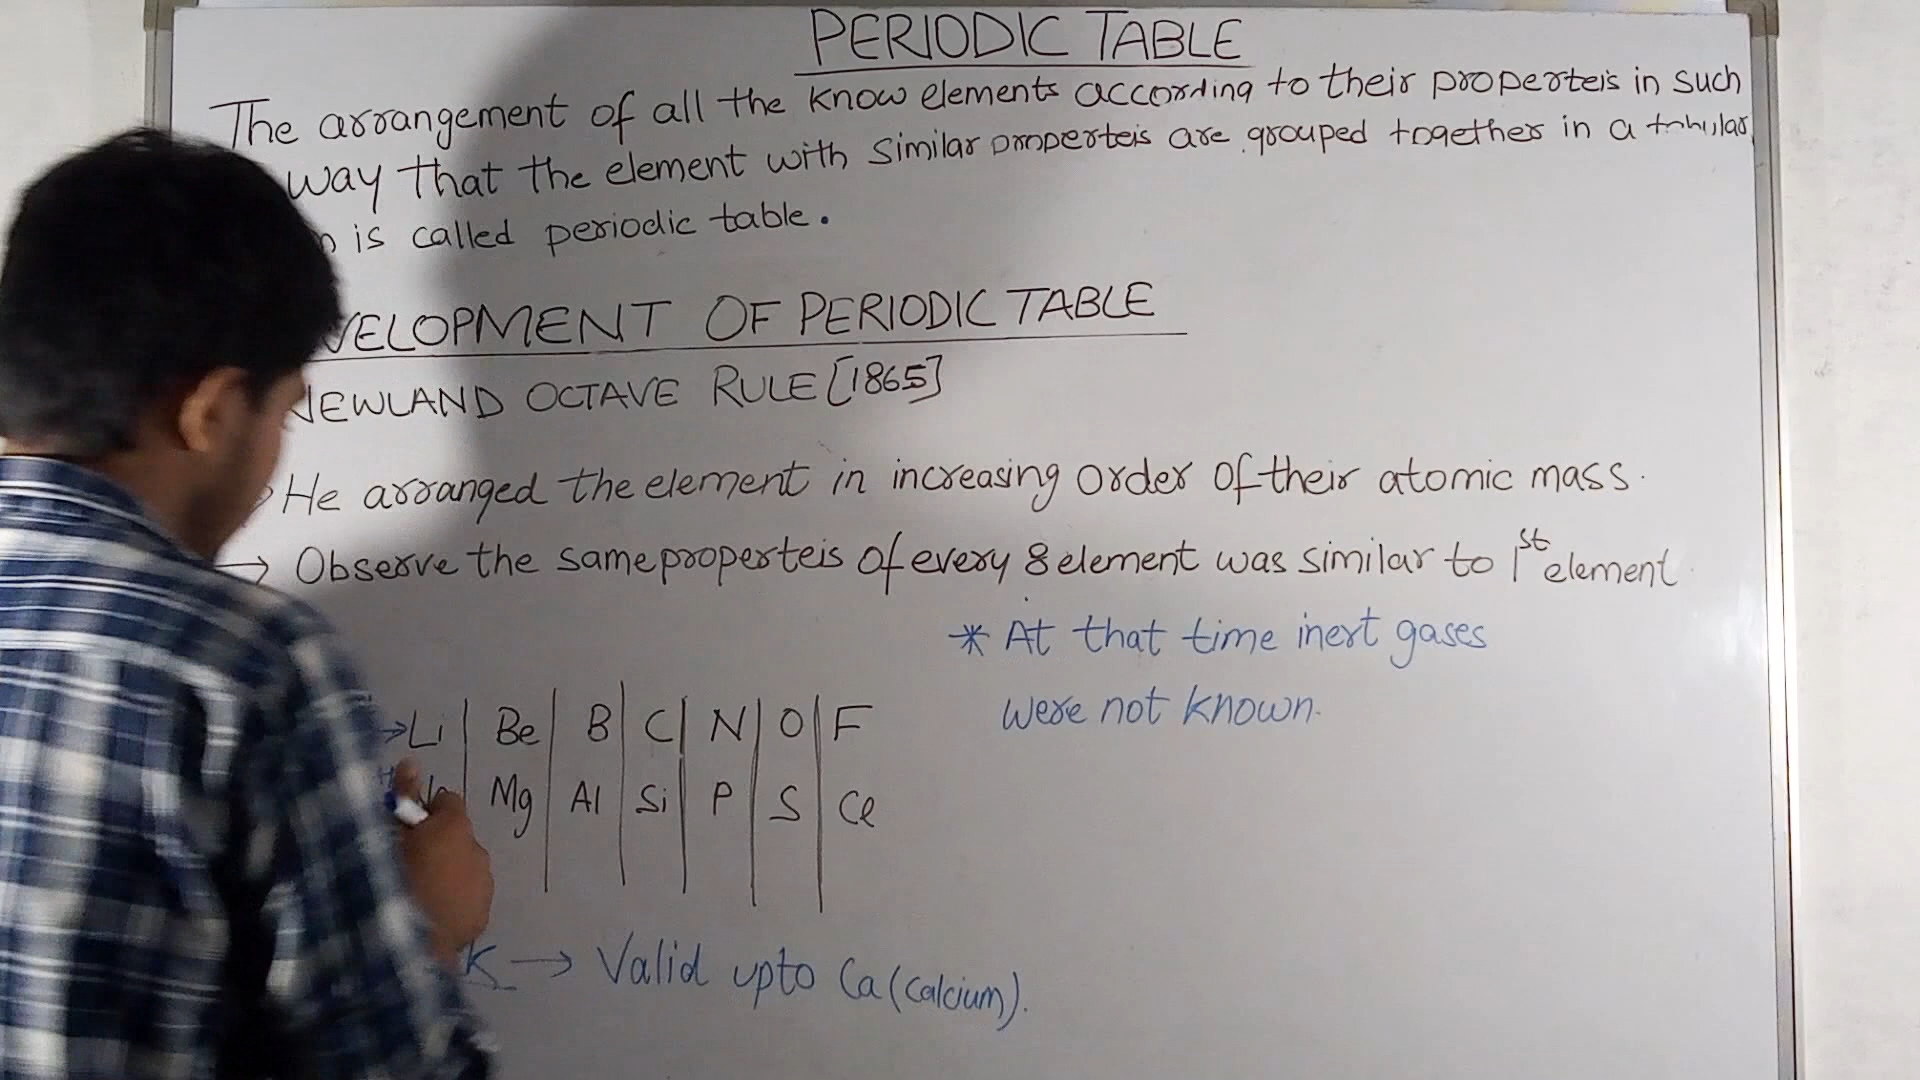 PERIODIC TABLE
The arrangement of all the know elements according to their properteis in such
way that the element with similar properteis are grouped together in a tabular
is called periodic table.
VELOPMENT OF PERIODIC TABLE
NEWLAND OCTAVE RULE [1865]
He arranged the element in increasing order of their atomic mass.
→ Observe the same properteis of every 8 element was similar to 1st element
* At that time inert gases
were not known.
→Li Be B C N O F
Mg Al Si P S Cl
K → Valid upto Ca (Calcium).